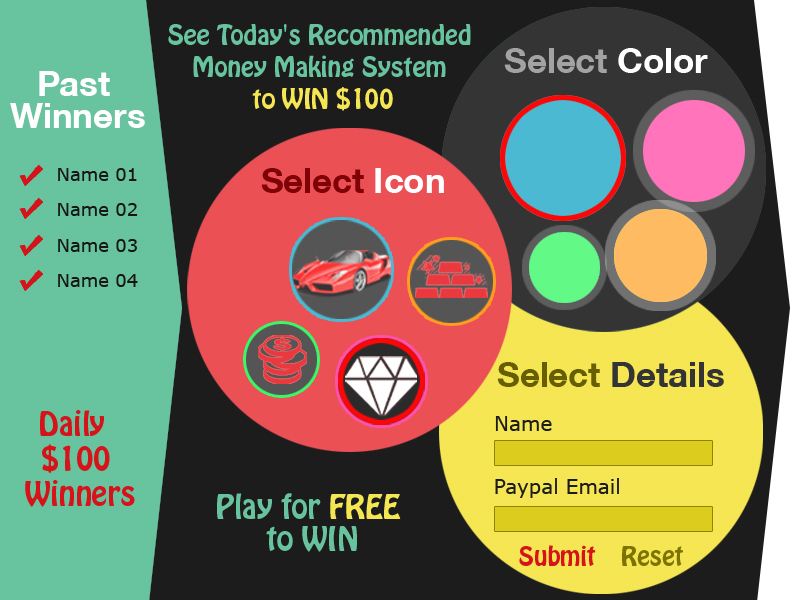 Past
Winners
Name 01
Name 02
Name 03
Name 04
Daily
$100
Winners
See Today's Recommended
Money Making System
to WIN $100
Select Icon
$
Play for FREE
to WIN
Select Color
Select Details
Name
Paypal Email
Submit Reset